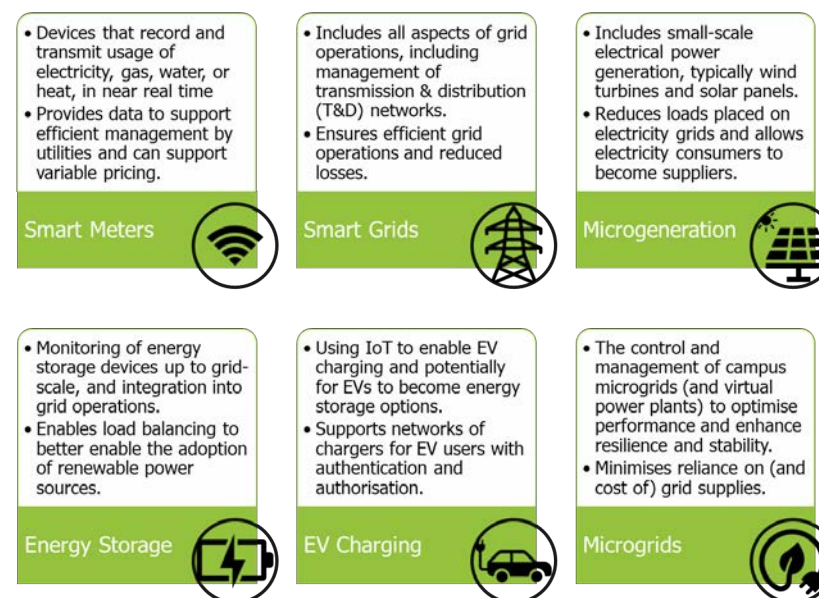 • Devices that record and
transmit usage of
electricity, gas, water, or
heat, in near real time
• Provides data to support
efficient management by
utilities and can support
variable pricing.
Smart Meters
• Includes all aspects of grid
operations, including
management of
transmission & distribution
(T&D) networks.
• Ensures efficient grid
operations and reduced
losses.
Smart Grids
• Includes small-scale
electrical power
generation, typically wind
turbines and solar panels.
• Reduces loads placed on
electricity grids and allows
electricity consumers to
become suppliers.
Microgeneration
• Monitoring of energy
storage devices up to grid-
scale, and integration into
grid operations.
• Enables load balancing to
better enable the adoption
of renewable power
sources.
Energy Storage
• Using IoT to enable EV
charging and potentially
for EVs to become energy
storage options.
• Supports networks of
chargers for EV users with
authentication and
authorisation.
EV Charging
• The control and
management of campus
microgrids (and virtual
power plants) to optimise
performance and enhance
resilience and stability.
• Minimises reliance on (and
cost of) grid supplies.
Microgrids